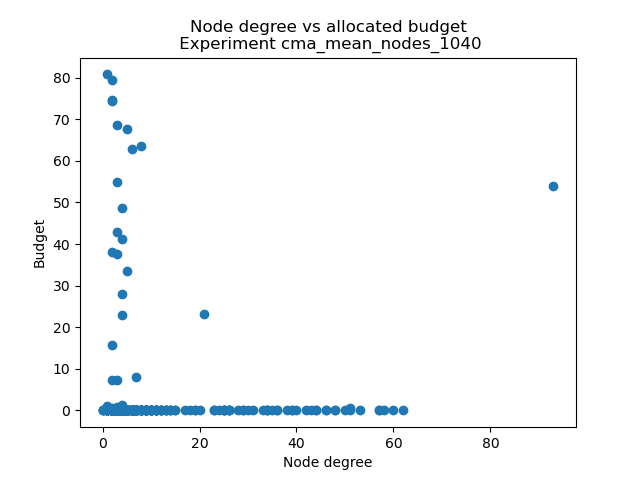 Node degree vs allocated budget
Experiment cma_mean_nodes_1040
80
70
60
50
40
30
20
10
0
Budget
0 20 40 60 80
Node degree